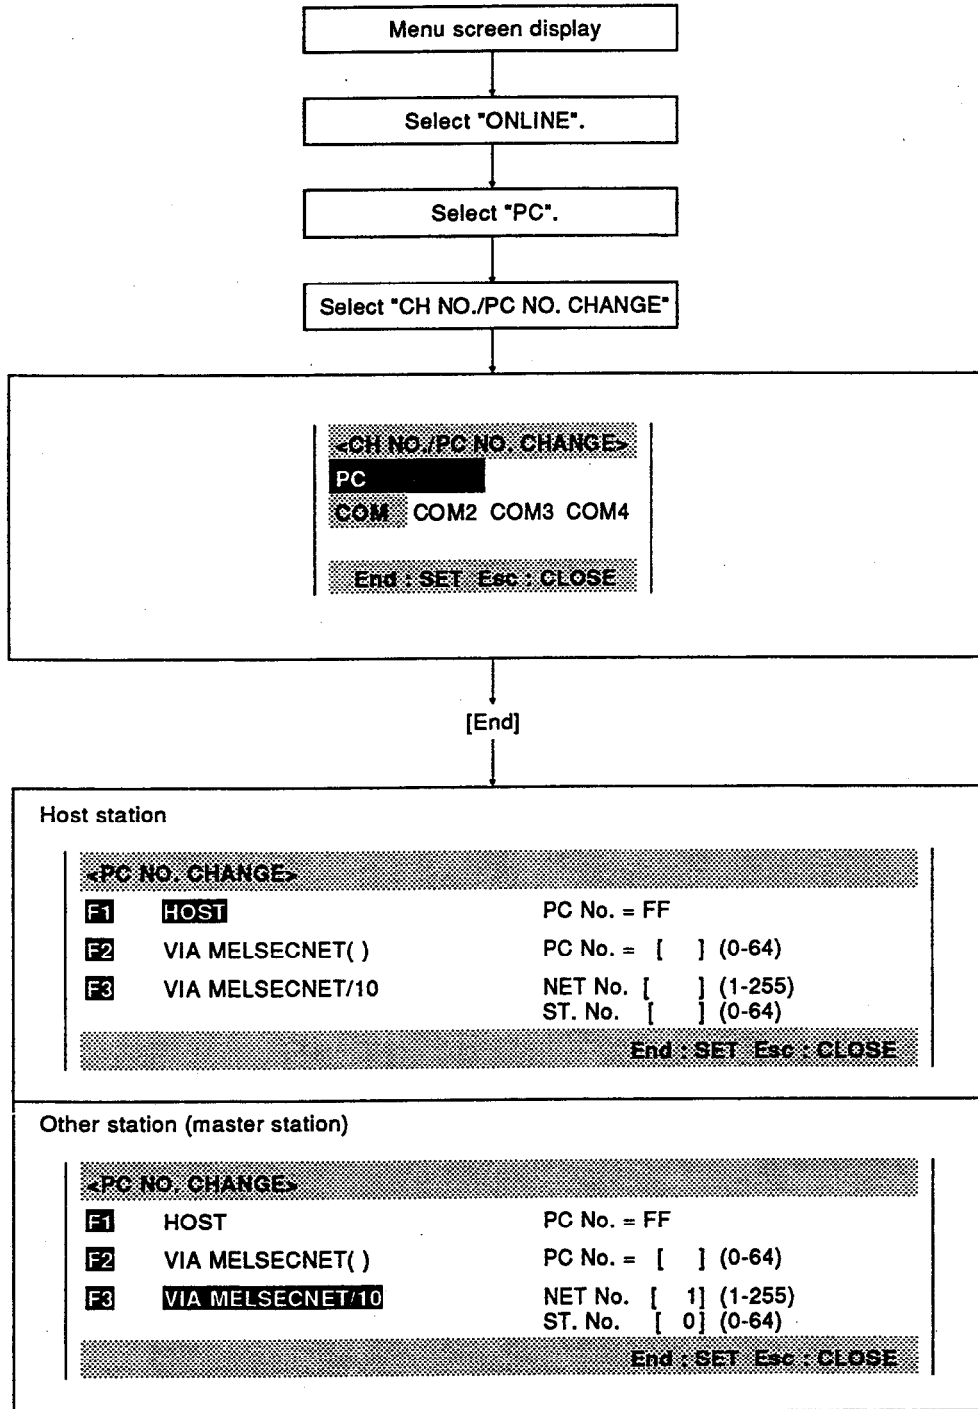 Menu screen display
Select "ONLINE".
Select "PC".
Select "CH NO./PC NO. CHANGE"
<CH NO./PC NO. CHANGE>
PC
COM COM2 COM3 COM4
End : SET Esc : CLOSE
[End]
Host station
<PC NO. CHANGE>
F1 HOST PC No. = FF
F2 VIA MELSECNET( ) PC No. = [ ] (0-64)
F3 VIA MELSECNET/10 NET No. [ ] (1-255)
ST. No. [ ] (0-64)
End : SET Esc : CLOSE
Other station (master station)
<PC NO. CHANGE>
F1 HOST PC No. = FF
F2 VIA MELSECNET( ) PC No. = [ ] (0-64)
F3 VIA MELSECNET/10 NET No. [ 1] (1-255)
ST. No. [ 0] (0-64)
End : SET Esc : CLOSE